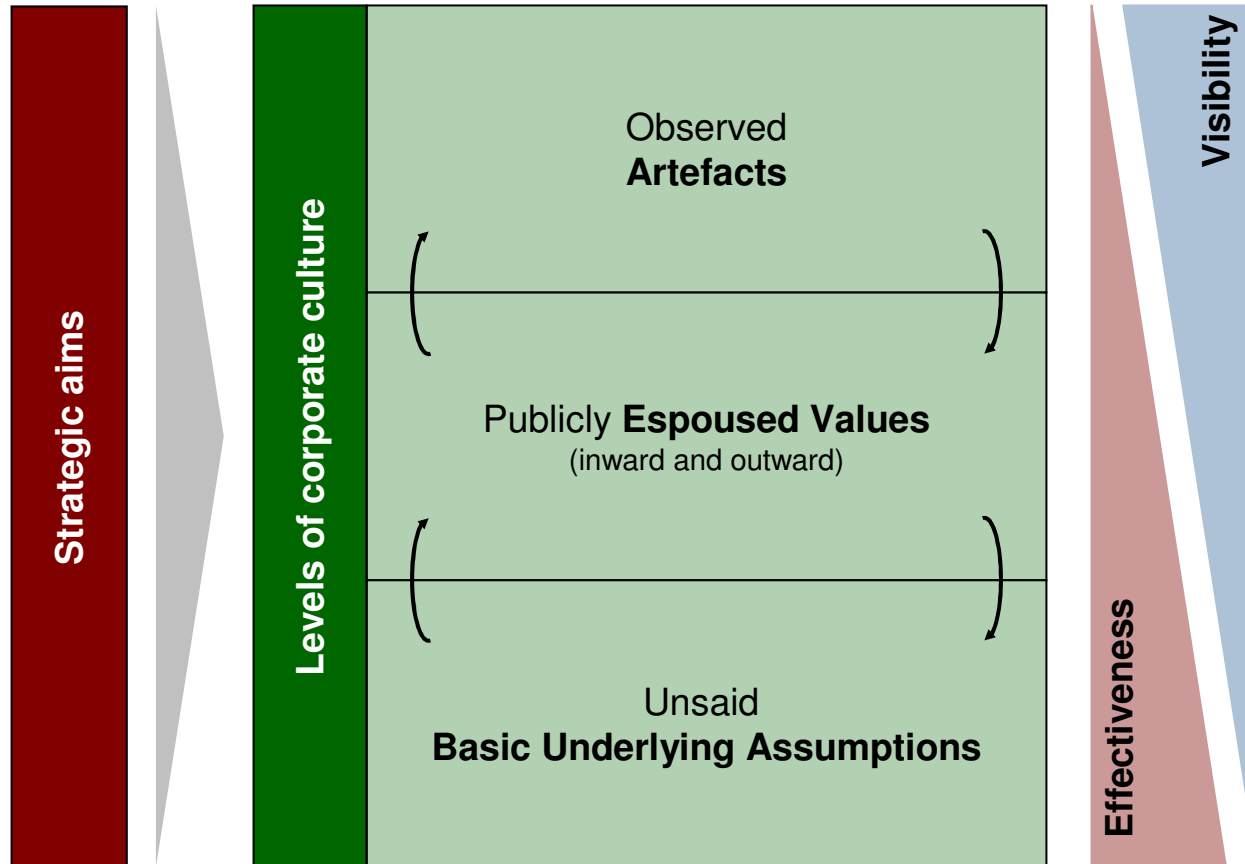 Strategic aims
Levels of corporate culture
Observed
Artefacts
Publicly Espoused Values
(inward and outward)
Unsaid
Basic Underlying Assumptions
Effectiveness
Visibility